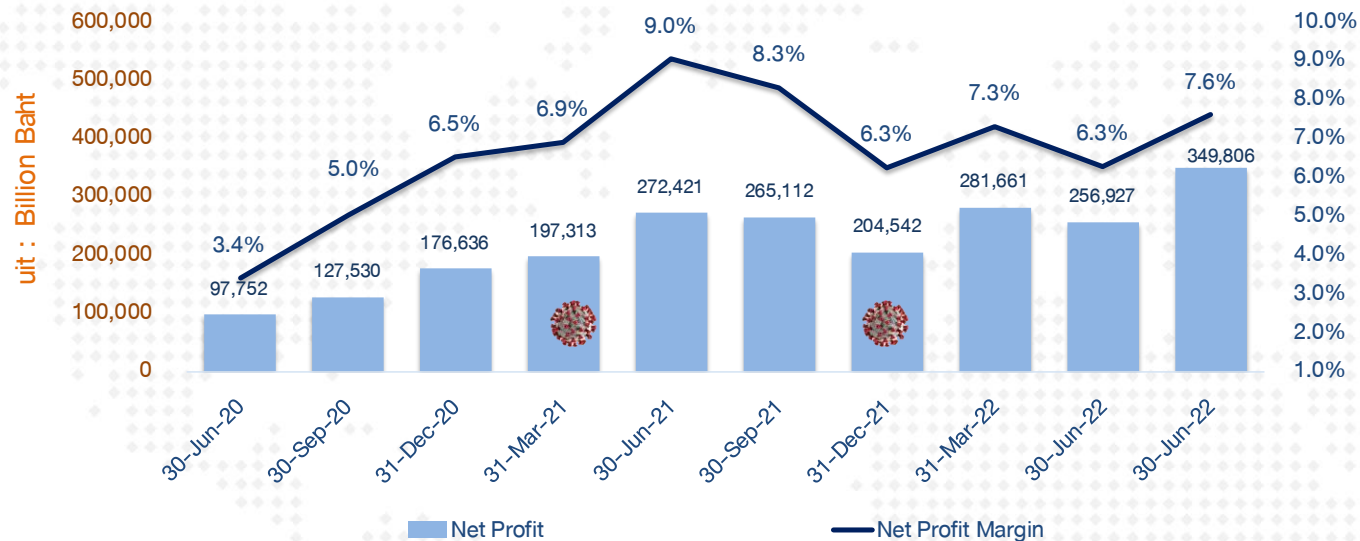 uit : Billion Baht
600,000
500,000
400,000
300,000
200,000
100,000
0
10.0%
9.0%
8.0%
7.0%
6.0%
5.0%
4.0%
3.0%
2.0%
1.0%
3.4%
5.0%
6.5%
6.9%
9.0%
8.3%
6.3%
7.3%
6.3%
7.6%
97,752
127,530
176,636
197,313
272,421
265,112
204,542
281,661
256,927
349,806
30-Jun-20
30-Sep-20
31-Dec-20
31-Mar-21
30-Jun-21
30-Sep-21
31-Dec-21
31-Mar-22
30-Jun-22
30-Jun-22
Net Profit
Net Profit Margin